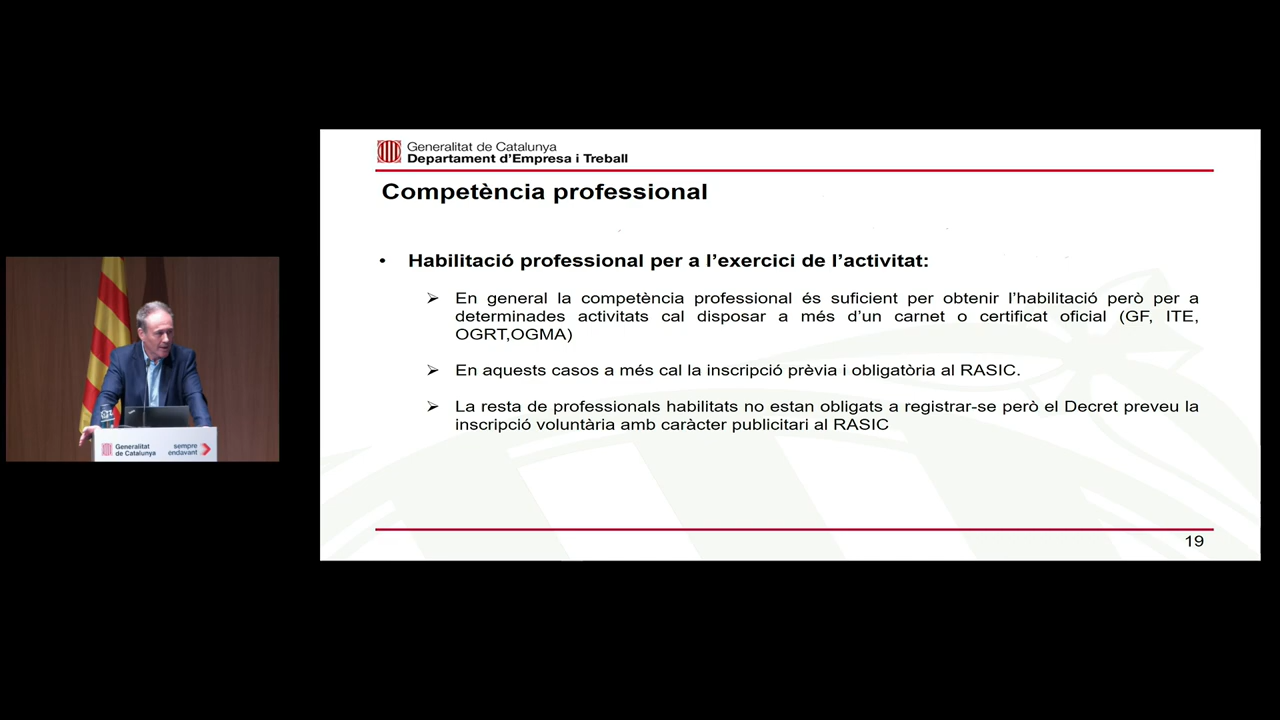 Generalitat de Catalunya
Departament d'Empresa i Treball
Competència professional
• Habilitació professional per a l'exercici de l'activitat:
En general la competència professional és suficient per obtenir l'habilitació però per a
determinades activitats cal disposar a més d'un carnet o certificat oficial (GF, ITE,
OGRT,OGMA)
En aquests casos a més cal la inscripció prèvia i obligatòria al RASIC.
La resta de professionals habilitats no estan obligats a registrar-se però el Decret preveu la
inscripció voluntària amb caràcter publicitari al RASIC
19
Generalitat
de Catalunya
sempre
endavant